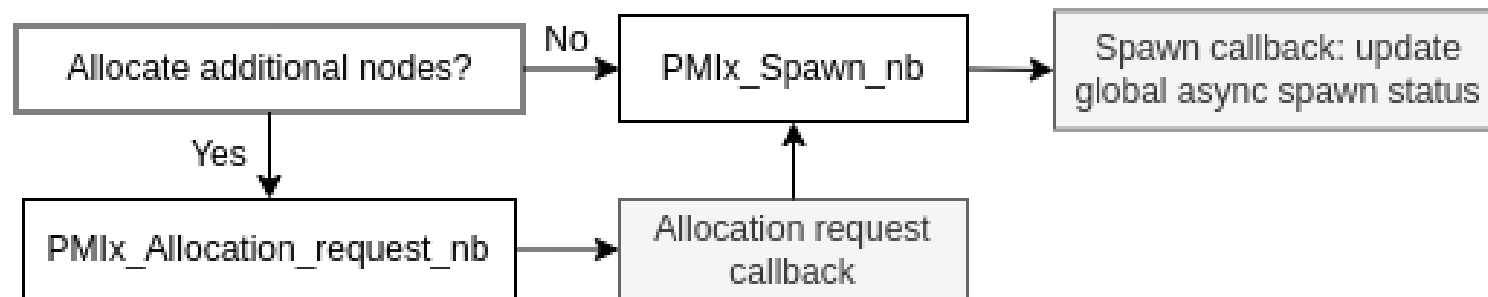 Allocate additional nodes?
No
PMIx_Spawn_nb
Spawn callback: update
global async spawn status
Yes
PMIx_Allocation_request_nb
Allocation request
callback